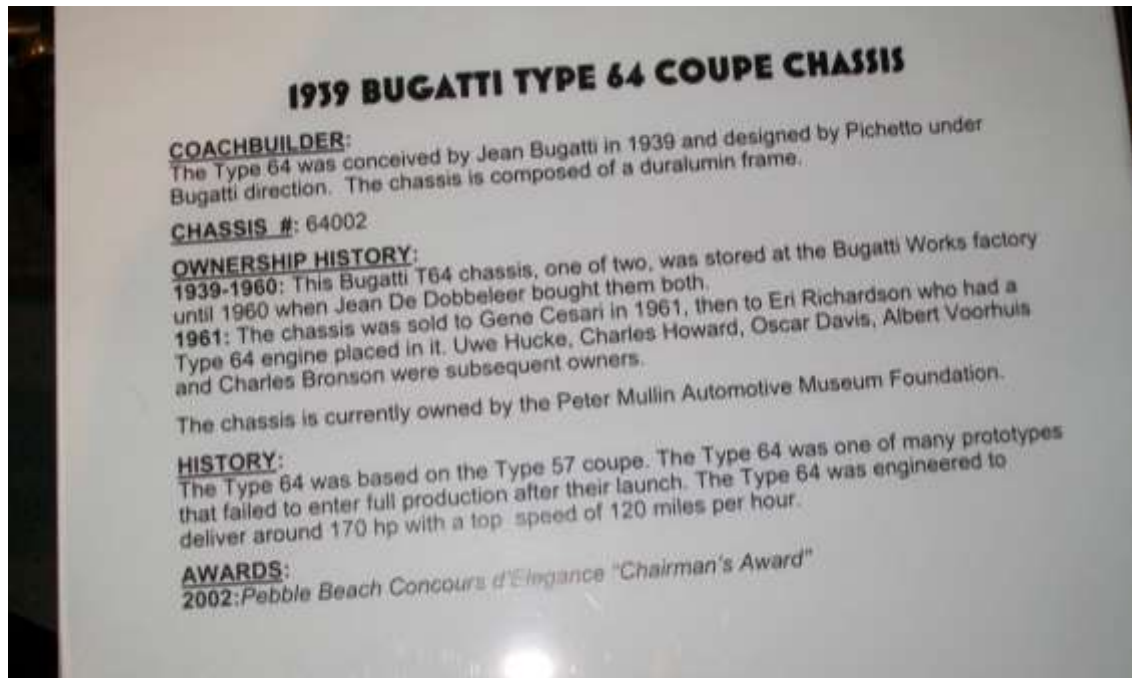 1939 BUGATTI TYPE 64 COUPE CHASSIS
COACHBUILDER:
The Type 64 was conceived by Jean Bugatti in 1939 and designed by Pichetto under
Bugatti direction. The chassis is composed of a duralumin frame.
CHASSIS #: 64002
OWNERSHIP HISTORY:
1939-1960: This Bugatti T64 chassis, one of two, was stored at the Bugatti Works factory
until 1960 when Jean De Dobbeleer bought them both.
1961: The chassis was sold to Gene Cesari in 1961, then to Eri Richardson who had a
Type 64 engine placed in it. Uwe Hucke, Charles Howard, Oscar Davis, Albert Voorhuis
and Charles Bronson were subsequent owners.
The chassis is currently owned by the Peter Mullin Automotive Museum Foundation.
HISTORY:
The Type 64 was based on the Type 57 coupe. The Type 64 was one of many prototypes
that failed to enter full production after their launch. The Type 64 was engineered to
deliver around 170 hp with a top speed of 120 miles per hour.
AWARDS:
2002:Pebble Beach Concours d'Elegance "Chairman's Award"